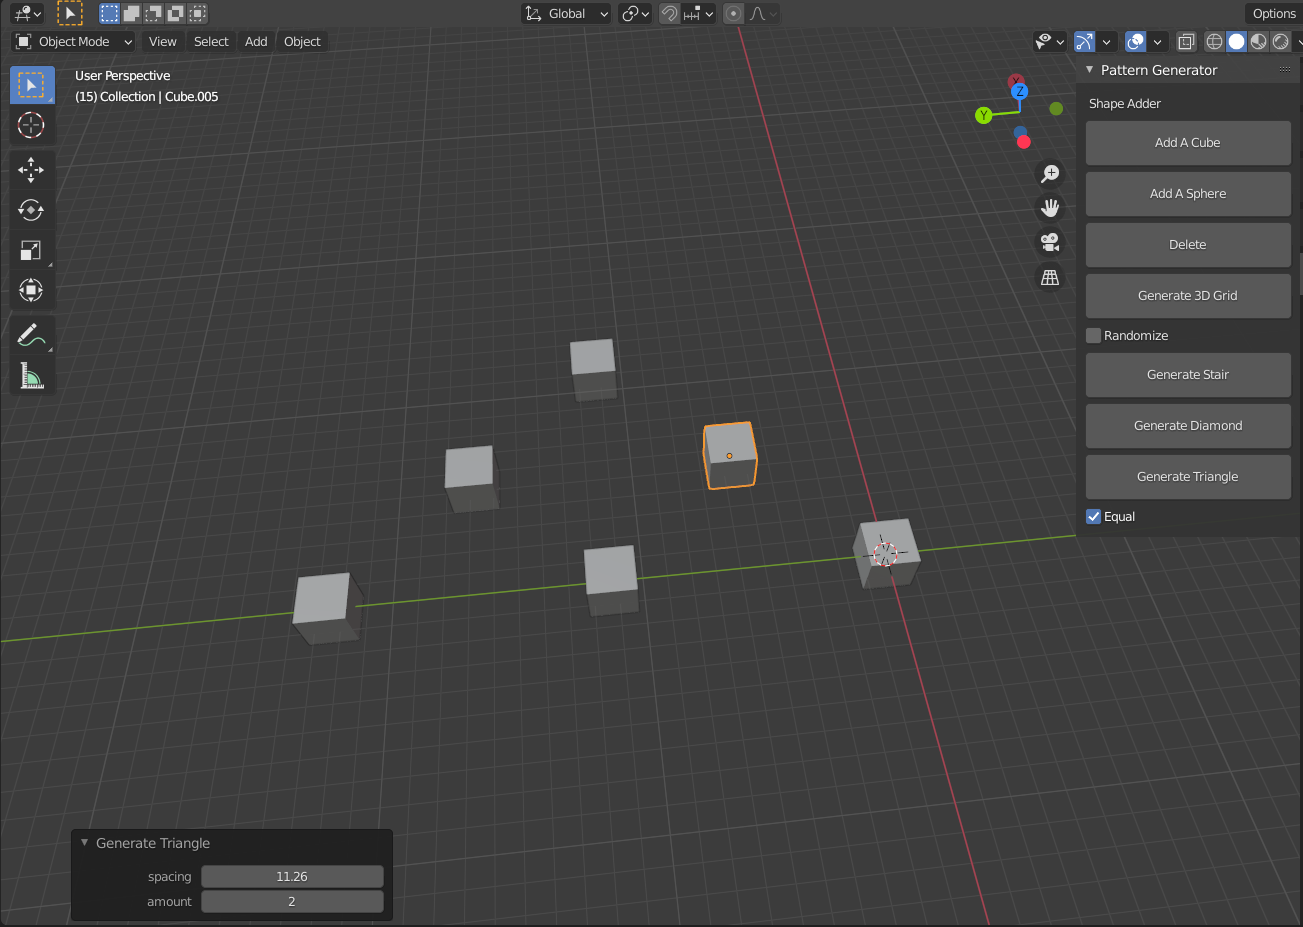 Global
Options
Object Mode
View
Select
Add
Object
User Perspective
(15) Collection | Cube.005
X
Z
Y
Pattern Generator
Shape Adder
Add A Cube
Add A Sphere
Delete
Generate 3D Grid
Randomize
Generate Stair
Generate Diamond
Generate Triangle
Equal
Generate Triangle
spacing 11.26
amount 2